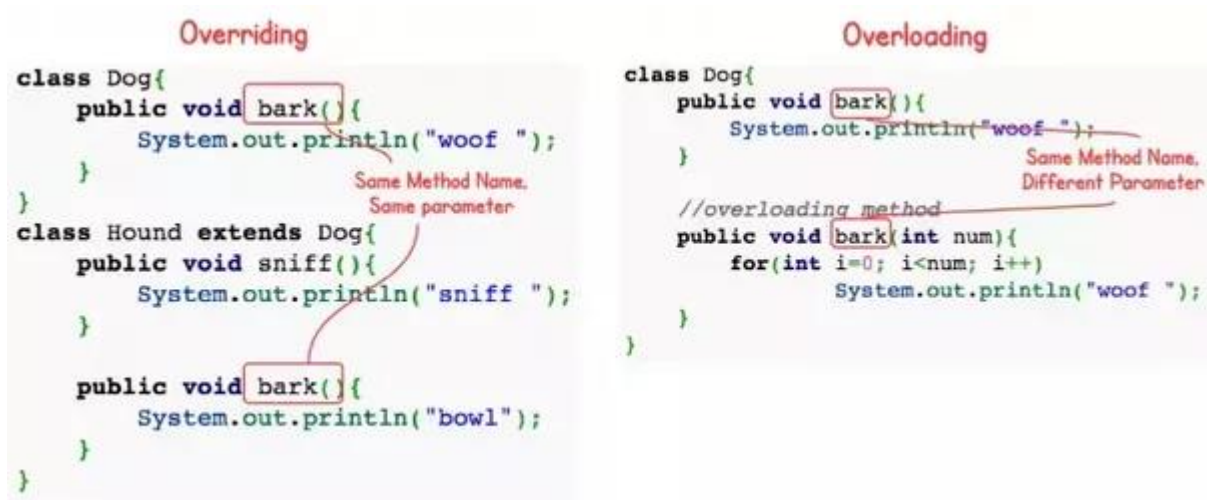 Overriding
class Dog{
public void bark(){
System.out.println("woof ");
}
}
class Hound extends Dog{
public void sniff(){
System.out.println("sniff ");
}
public void bark(){
System.out.println("bowl");
}
}
Same Method Name,
Same parameter
Overloading
class Dog{
public void bark(){
System.out.println("woof ");
}
//overloading method
public void bark(int num){
for(int i=0; i<num; i++)
System.out.println("woof ");
}
}
Same Method Name,
Different Parameter